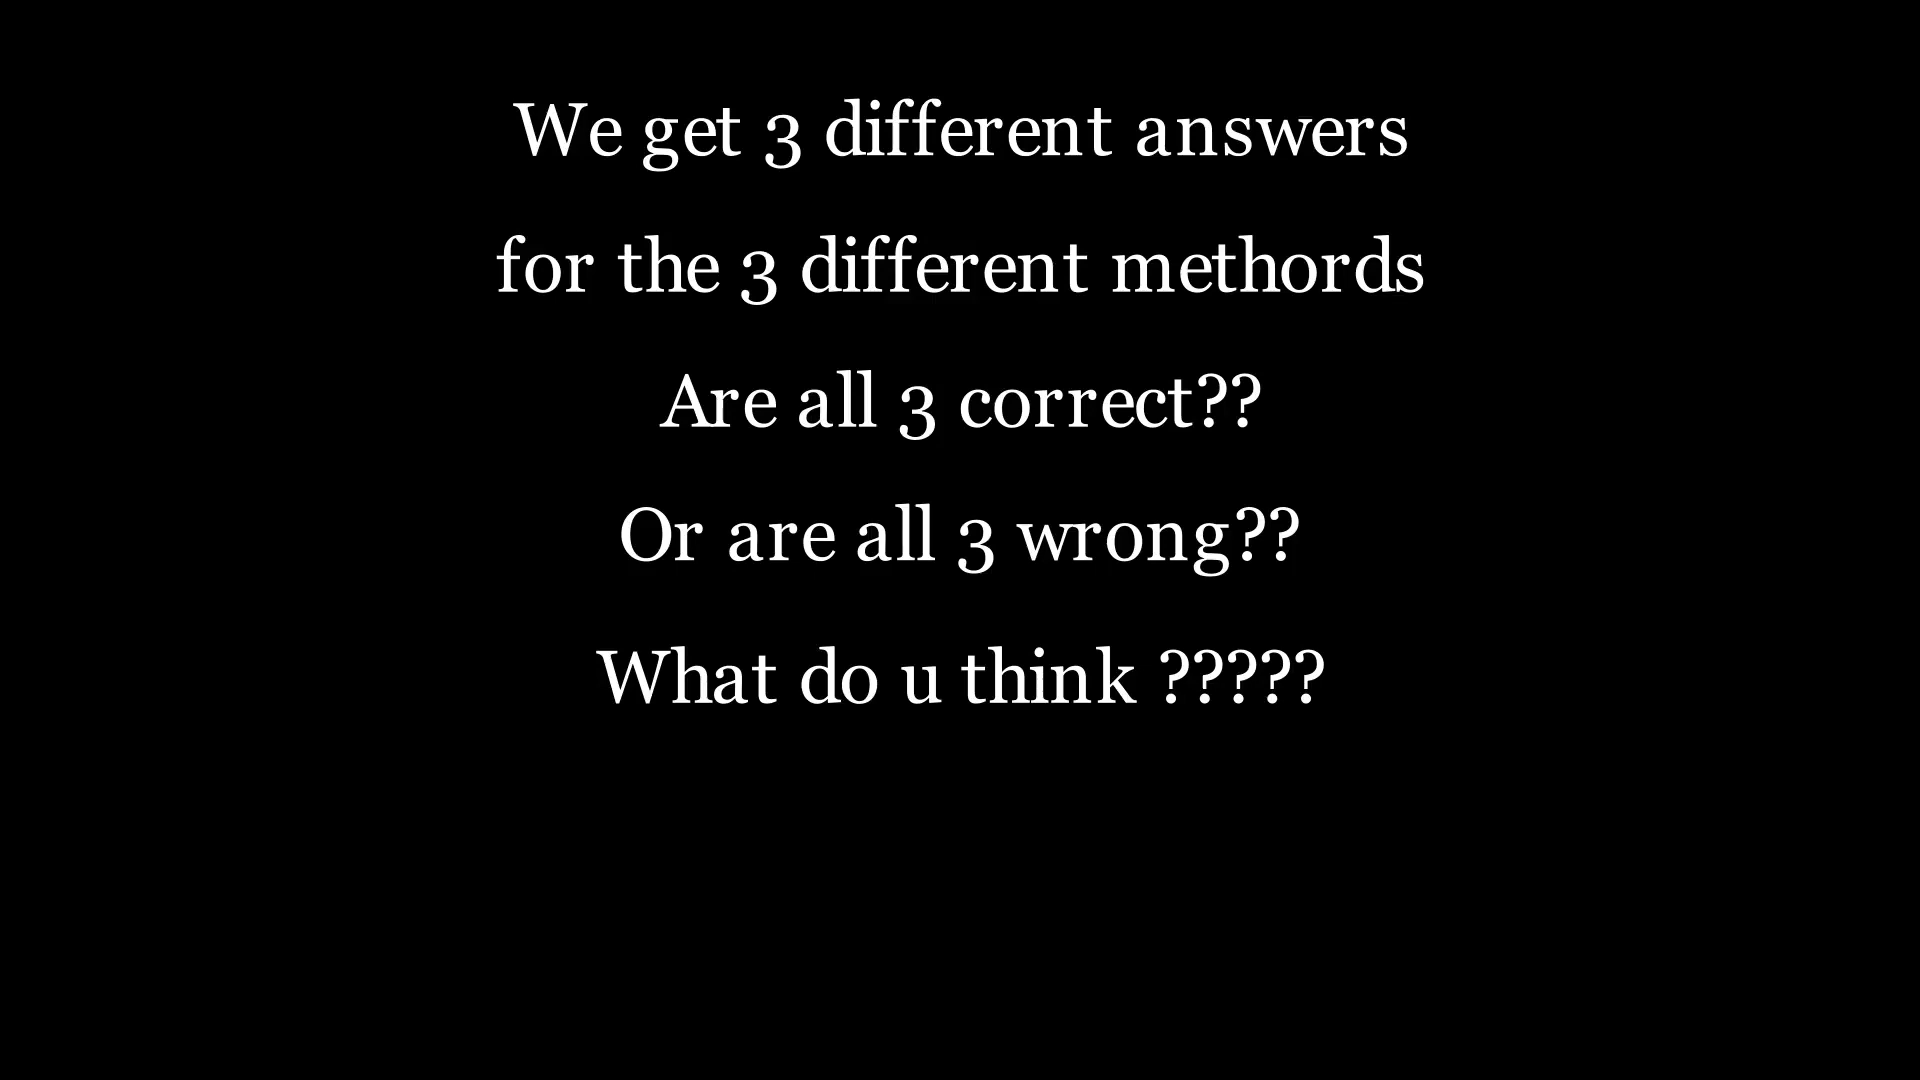 We get 3 different answers
for the 3 different methords
Are all 3 correct??
Or are all 3 wrong??
What do u think ?????